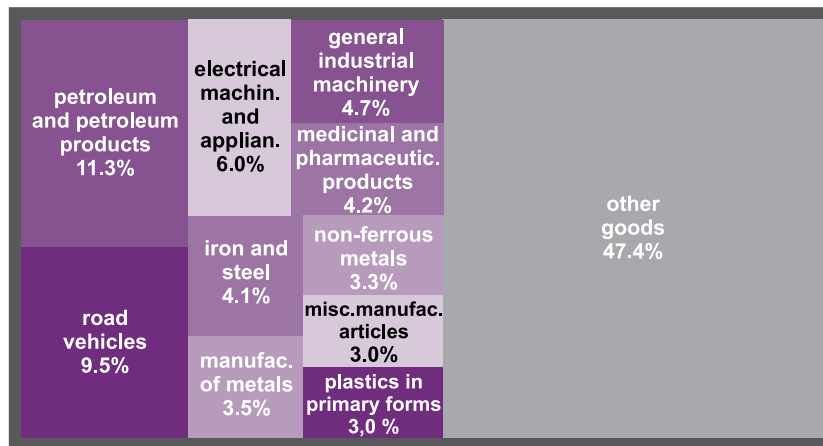 petroleum
and petroleum
products
11.3%
road
vehicles
9.5%
electrical
machin.
and
applian.
6.0%
iron and
steel
4.1%
manufac.
of metals
3.5%
general
industrial
machinery
4.7%
medicinal and
pharmaceutic.
products
4.2%
non-ferrous
metals
3.3%
misc.manufac.
articles
3.0%
plastics in
primary forms
3,0 %
other
goods
47.4%